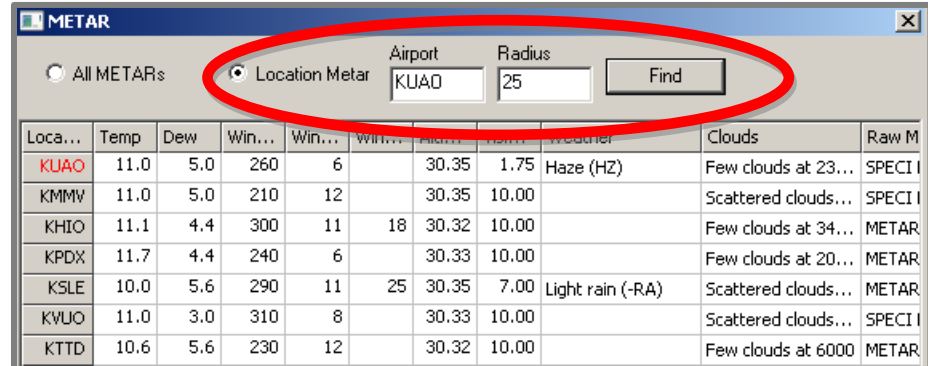 METAR
Airport Radius
All METARs Location Metar KUAO 25 Find
Loca... Temp Dew Win... Win... Clouds Raw M
KUAO 11.0 5.0 260 6 30.35 1.75 Haze (HZ) Few clouds at 23... SPECI
KMMV 11.0 5.0 210 12 30.35 10.00 Scattered clouds... SPECI
KHIO 11.1 4.4 300 11 18 30.32 10.00 Few clouds at 34... METAR
KPDX 11.7 4.4 240 6 30.33 10.00 Few clouds at 20... METAR
KSLE 10.0 5.6 290 11 25 30.35 7.00 Light rain (-RA) Scattered clouds... METAR
KVUO 11.0 3.0 310 8 30.33 10.00 Scattered clouds... SPECI
KTTD 10.6 5.6 230 12 30.32 10.00 Few clouds at 6000 METAR